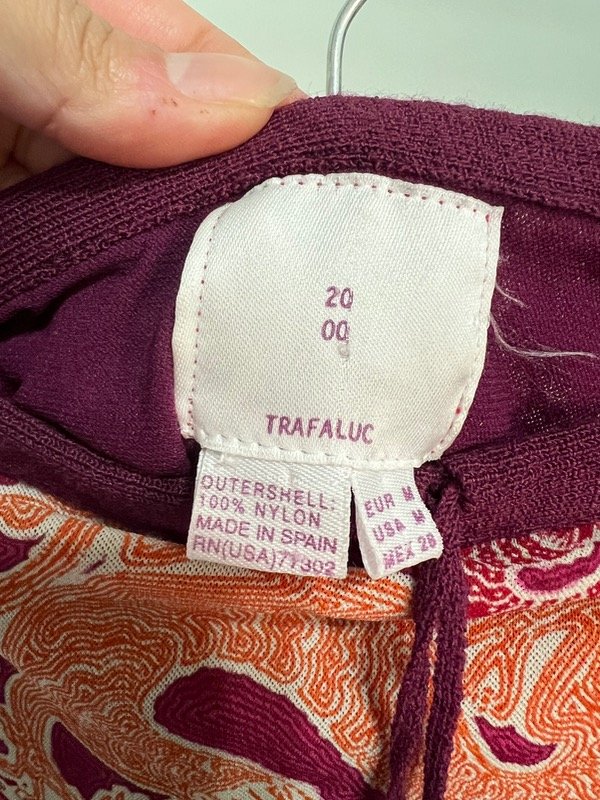 20
00
TRAFALUC
OUTERSHELL:
100% NYLON
MADE IN SPAIN
RN(USA)77302
EUR M
USA M
MEX 28